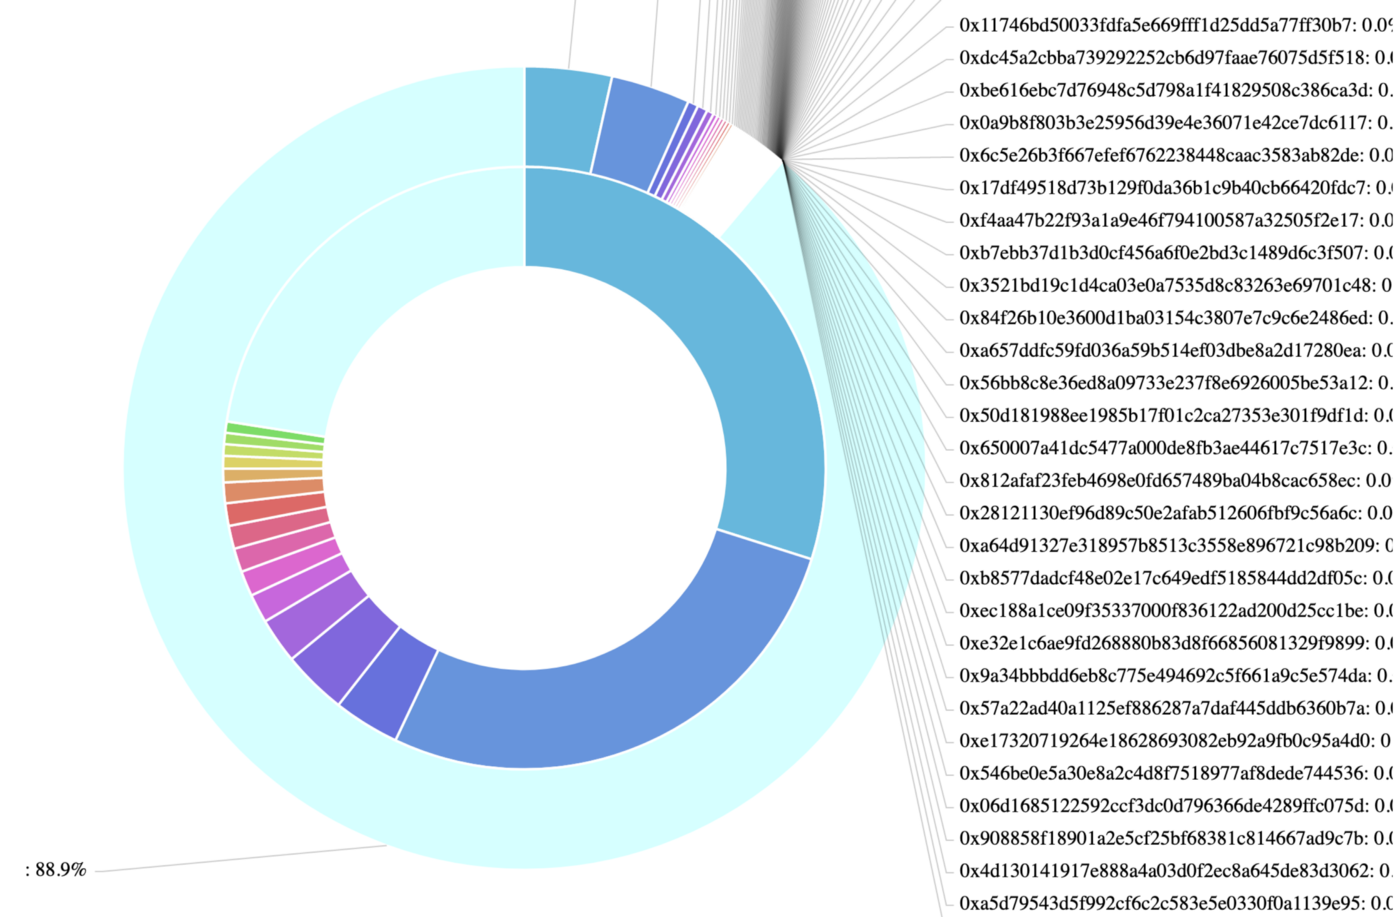 0x11746bd50033fdfa5e669fff1d25dd5a77ff30b7: 0.0%
0xdc45a2cbba739292252cb6d97faae76075d5f518: 0.0
0xbe616ebc7d76948c5d798a1f41829508c386ca3d: 0.
0x0a9b8f803b3e25956d39e4e36071e42ce7dc6117: 0.
0x6c5e26b3f667efef6762238448caac3583ab82de: 0.0
0x17df49518d73b129f0da36b1c9b40cb66420fdc7: 0.0
0xf4aa47b22f93a1a9e46f794100587a32505f2e17: 0.0
0xb7ebb37d1b3d0cf456a6f0e2bd3c1489d6c3f507: 0.0
0x3521bd19c1d4ca03e0a7535d8c83263e69701c48: 0
0x84f26b10e3600d1ba03154c3807e7c9c6e2486ed: 0.
0xa657ddfc59fd036a59b514ef03dbe8a2d17280ea: 0.0
0x56bb8c8e36ed8a09733e237f8e6926005be53a12: 0.
0x50d181988ee1985b17f01c2ca27353e301f9df1d: 0.0
0x650007a41dc5477a000de8fb3ae44617c7517e3c: 0.
0x812afaf23feb4698e0fd657489ba04b8cac658ec: 0.0
0x28121130ef96d89c50e2afab512606fbf9c56a6c: 0.0
0xa64d91327e318957b8513c3558e896721c98b209: 0
0xb8577dadcf48e02e17c649edf5185844dd2df05c: 0.0
0xec188a1ce09f35337000f836122ad200d25cc1be: 0.0
0xe32e1c6ae9fd268880b83d8f66856081329f9899: 0.0
0x9a34bbbdd6eb8c775e494692c5f661a9c5e574da: 0.
0x57a22ad40a1125ef886287a7daf445ddb6360b7a: 0.0
0xe17320719264e18628693082eb92a9fb0c95a4d0: 0
0x546be0e5a30e8a2c4d8f7518977af8dede744536: 0.0
0x06d1685122592ccf3dc0d796366de4289ffc075d: 0.0
0x908858f18901a2e5cf25bf68381c814667ad9c7b: 0.0
: 88.9%
0x4d130141917e888a4a03d0f2ec8a645de83d3062: 0.
0xa5d79543d5f992cf6c2c583e5e0330f0a1139e95: 0.0